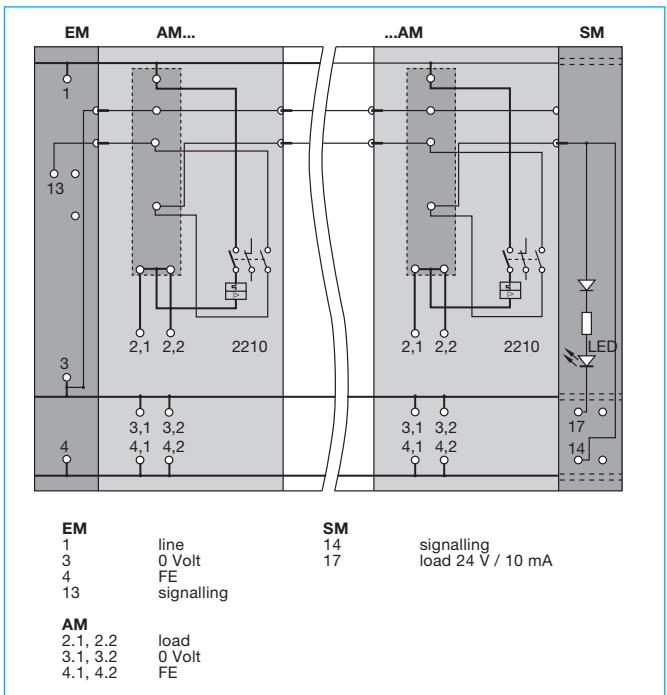 EM AM... ...AM SM
1
13
2,1 2,2 2210 2,1 2,2 2210 LED
3
3,1 3,2 3,1 3,2 17
4 4,1 4,2 4,1 4,2 14
EM
1 line
3 0 Volt
4 FE
13 signalling
AM
2.1, 2.2 load
3.1, 3.2 0 Volt
4.1, 4.2 FE
SM
14 signalling
17 load 24 V / 10 mA